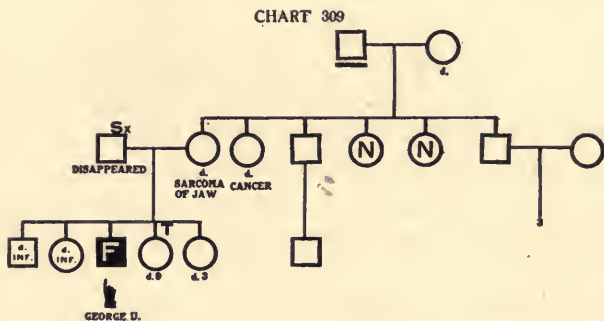 CHART 309
d.
Sx
DISAPPEARED
d.
SARCOMA
OF JAW
d.
CANCER
N
N
3
d.
INF.
d.
INF.
F
T
d.9
d.3
GEORGE U.